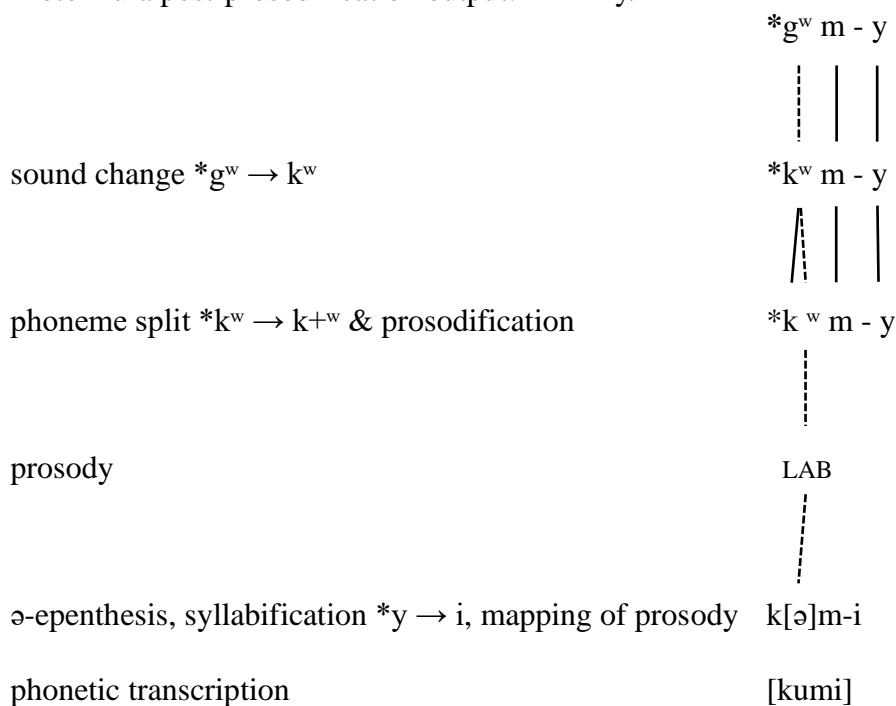 *gʷ m - y
sound change *gʷ → kʷ *kʷ m - y
phoneme split *kʷ → k+ʷ & prosodification *k ʷ m - y
prosody LAB
ə-epenthesis, syllabification *y → i, mapping of prosody k[ə]m-i
phonetic transcription [kumi]